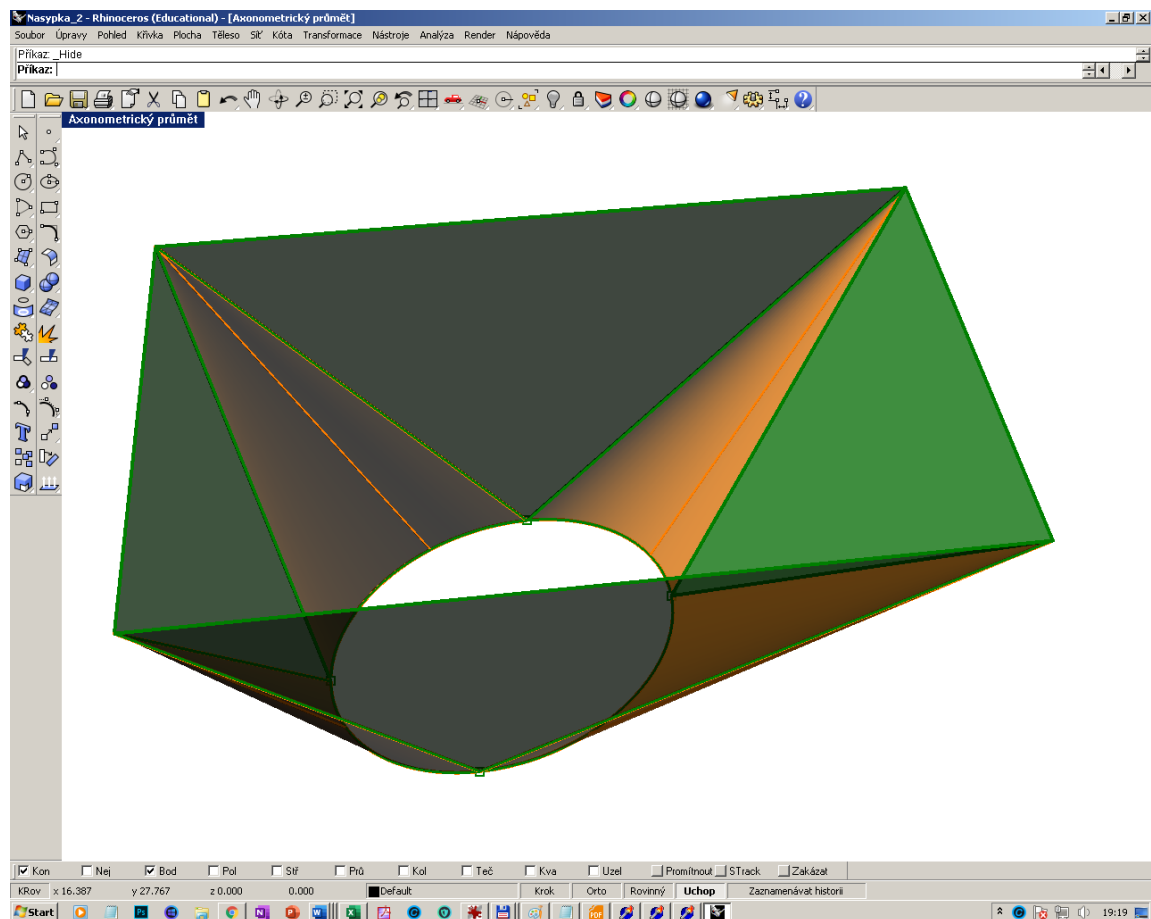 Nasypka_2 - Rhinoceros (Educational) - [Axonometrický průmět]
Soubor Úpravy Pohled Křivka Plocha Těleso Síť Kóta Transformace Nástroje Analýza Render Nápověda
Příkaz: _Hide
Příkaz:
Axonometrický průmět
Kon Nej Bod Pol Stř Prů Kol Teč Kva Uzel Promítnout STrack Zakázat
KRov x 16.387 y 27.767 z 0.000 0.000 Default Krok Orto Rovinný Uchop Zaznamenávat historii
Start 19:19